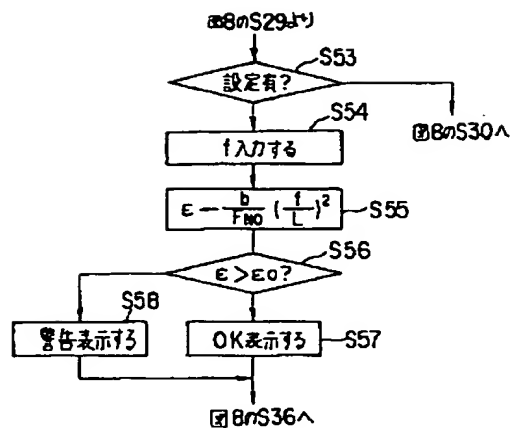 図8のS29より
S53
設定有?
S54
図8のS30へ
f入力する
ε ← b/FNO (f/L)²
S55
S56
ε>ε0?
S58
警告表示する
OK表示する
S57
図8のS36へ